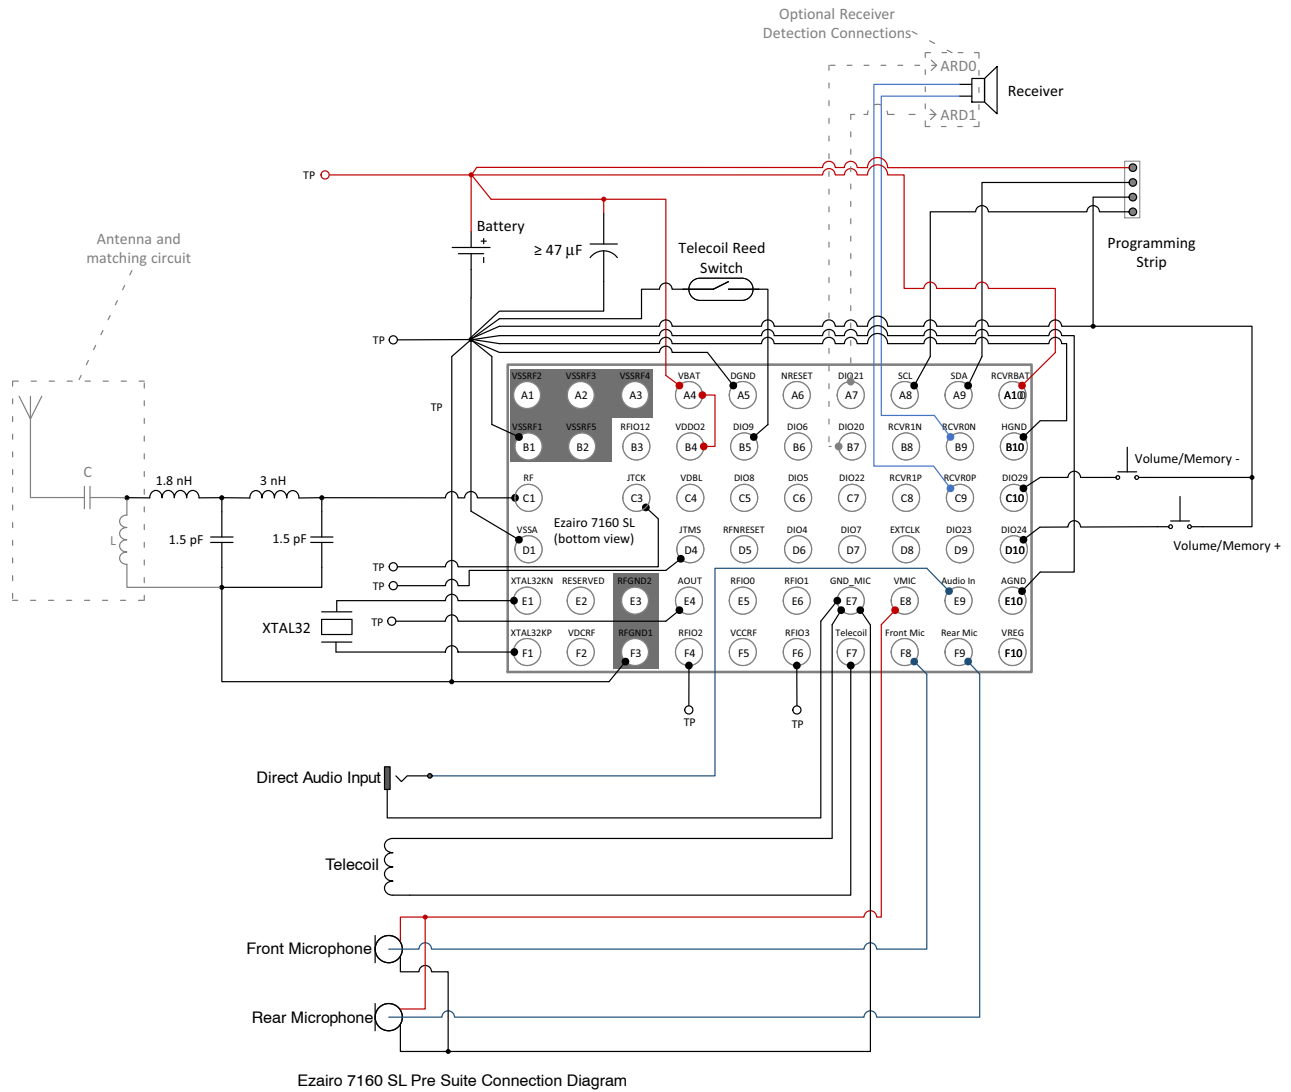 Optional Receiver
Detection Connections
ARD0
Receiver
ARD1
TP
Battery
+
-
≥ 47 µF
Telecoil Reed
Switch
Programming
Strip
Antenna and
matching circuit
TP
TP
VSSRF2 VSSRF3 VSSRF4 VBAT DGND NRESET DIO21 SCL SDA RCVRBAT
A1 A2 A3 A4 A5 A6 A7 A8 A9 A10
VSSRF1 VSSRF5 RFIO12 VDDO2 DIO9 DIO6 DIO20 RCVR1N RCVR0N HGND
B1 B2 B3 B4 B5 B6 B7 B8 B9 B10
Volume/Memory -
C
1.8 nH
3 nH
RF JTCK VDBL DIO8 DIO5 DIO22 RCVR1P RCVR0P DIO29
C1 C3 C4 C5 C6 C7 C8 C9 C10
Ezairo 7160 SL
(bottom view)
L
1.5 pF
1.5 pF
VSSA JTMS RFNRESET DIO4 DIO7 EXTCLK DIO23 DIO24
D1 D4 D5 D6 D7 D8 D9 D10
Volume/Memory +
TP
TP
XTAL32KN RESERVED RFGND2 AOUT RFIO0 RFIO1 GND_MIC VMIC Audio In AGND
E1 E2 E3 E4 E5 E6 E7 E8 E9 E10
XTAL32
TP
XTAL32KP VDCRF RFGND1 RFIO2 VCCRF RFIO3 Telecoil Front Mic Rear Mic VREG
F1 F2 F3 F4 F5 F6 F7 F8 F9 F10
TP
TP
Direct Audio Input
Telecoil
Front Microphone
Rear Microphone
Ezairo 7160 SL Pre Suite Connection Diagram